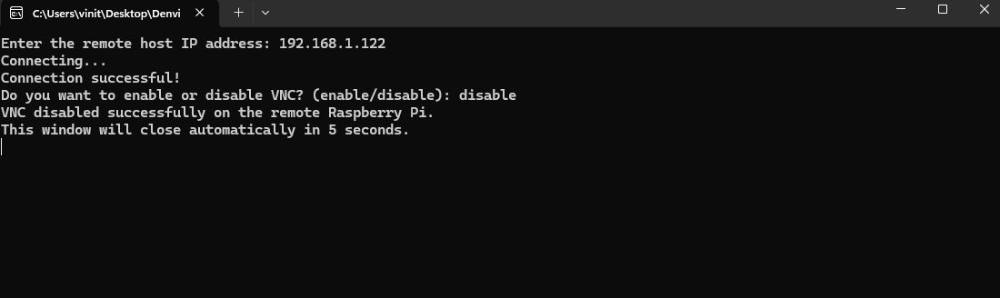 C:\Users\vinit\Desktop\Denvi
Enter the remote host IP address: 192.168.1.122
Connecting...
Connection successful!
Do you want to enable or disable VNC? (enable/disable): disable
VNC disabled successfully on the remote Raspberry Pi.
This window will close automatically in 5 seconds.